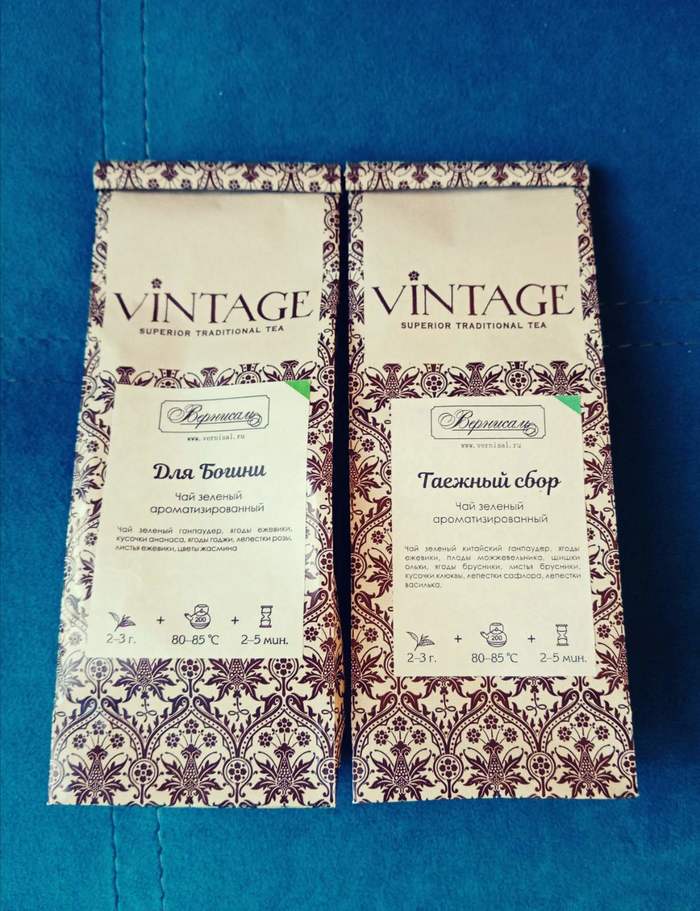 VINTAGE
SUPERIOR TRADITIONAL TEA
Вернисаж
www.vernisal.ru
Для Богини
Чай зеленый
ароматизированный
Чай зеленый ганпаудер, ягоды ежевики,
кусочки ананаса, ягоды годжи, лепестки розы,
листья ежевики, цветы жасмина
+ 200 +
2–3 г. 80–85 °C 2–5 мин.
VINTAGE
SUPERIOR TRADITIONAL TEA
Вернисаж
www.vernisal.ru
Таежный сбор
Чай зеленый
ароматизированный
Чай зеленый китайский ганпаудер, ягоды
ежевики, плоды можжевельника, шишки
ольхи, ягоды брусники, листья брусники,
кусочки клюквы, лепестки сафлора, лепестки
василька.
+ 200 +
2–3 г. 80–85 °C 2–5 мин.